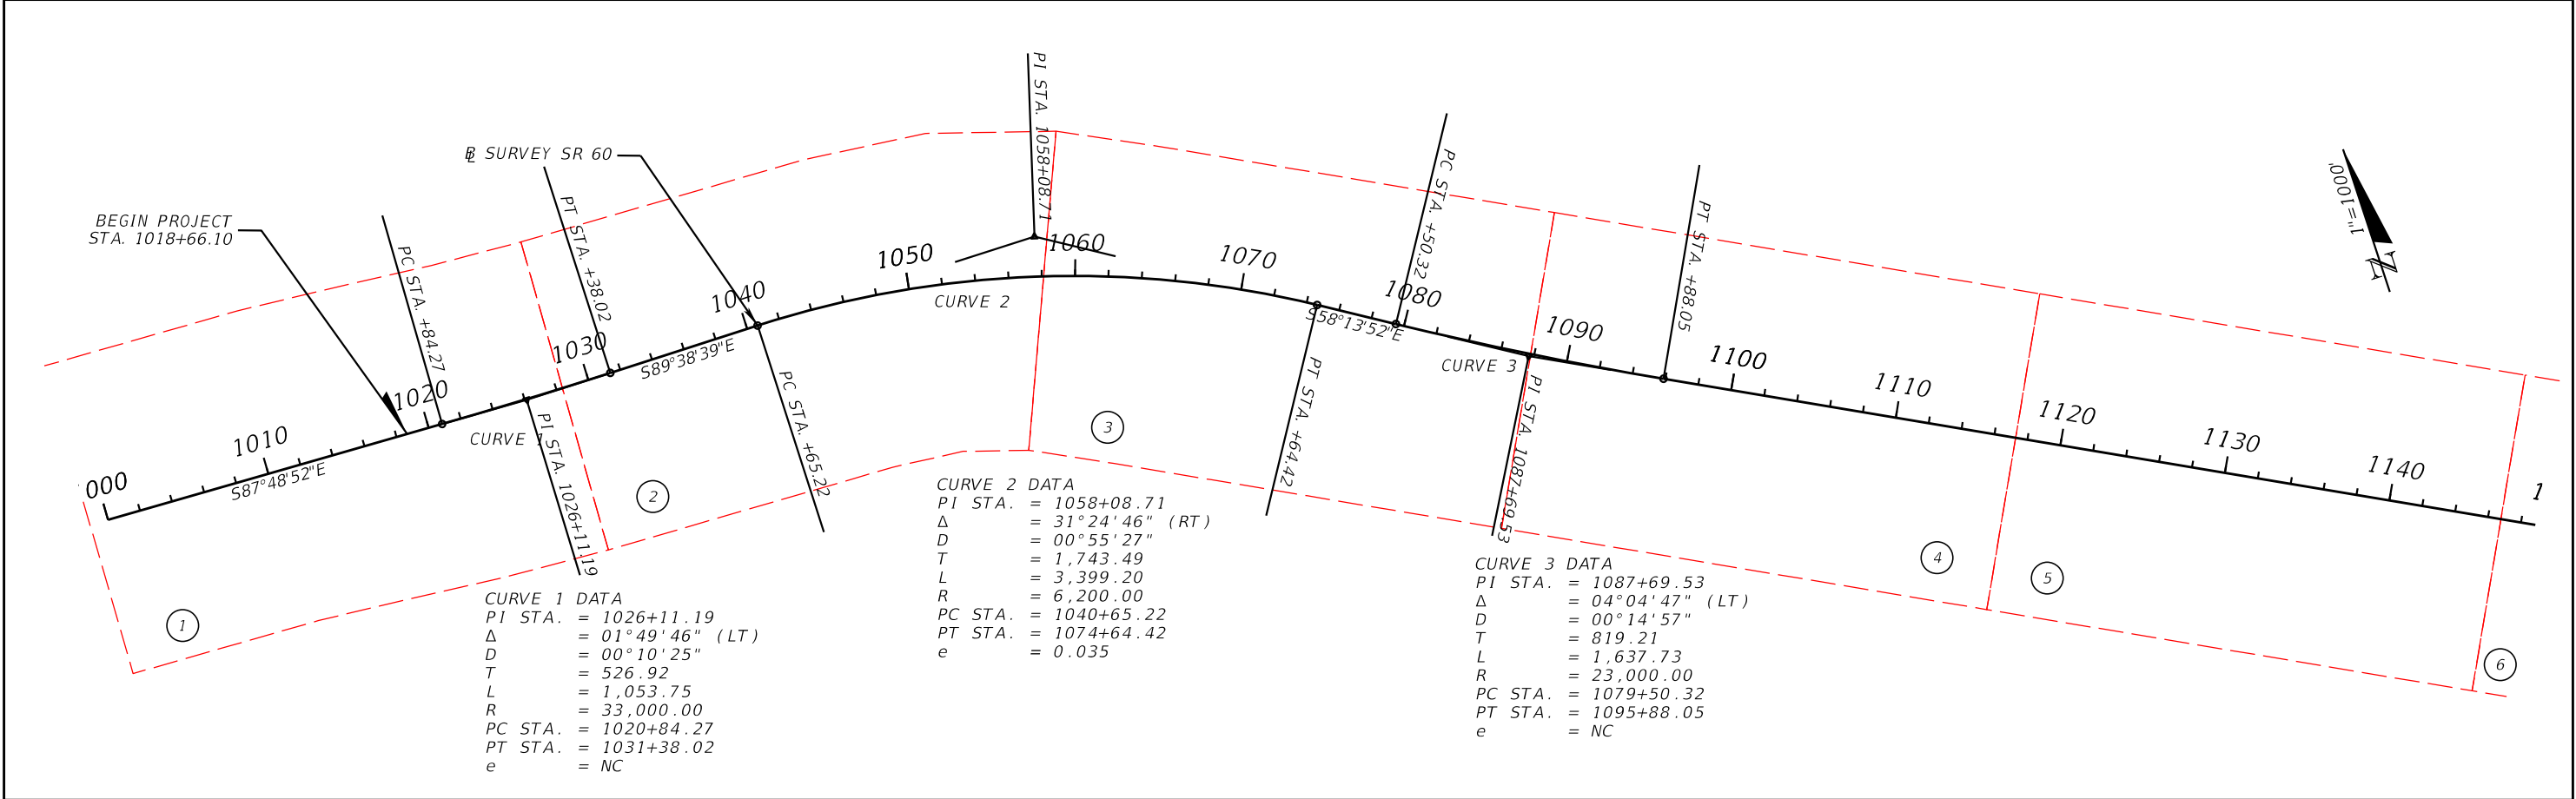 BEGIN PROJECT
STA. 1018+66.10
℄ SURVEY SR 60
PC STA. +84.27
PT STA. +38.02
PI STA. 1058+08.71
PC STA. +50.32
PT STA. +88.05
1"=1000'
N
000
1010
1020
1030
1040
1050
1060
1070
1080
1090
1100
1110
1120
1130
1140
1
S87°48'52"E
CURVE 1
PI STA. 1026+11.19
S89°38'39"E
PC STA. +65.22
CURVE 2
PT STA. +64.42
S58°13'52"E
CURVE 3
PI STA. 1087+69.53
1
2
3
4
5
6
CURVE 1 DATA
PI STA. = 1026+11.19
Δ = 01°49'46" (LT)
D = 00°10'25"
T = 526.92
L = 1,053.75
R = 33,000.00
PC STA. = 1020+84.27
PT STA. = 1031+38.02
e = NC
CURVE 2 DATA
PI STA. = 1058+08.71
Δ = 31°24'46" (RT)
D = 00°55'27"
T = 1,743.49
L = 3,399.20
R = 6,200.00
PC STA. = 1040+65.22
PT STA. = 1074+64.42
e = 0.035
CURVE 3 DATA
PI STA. = 1087+69.53
Δ = 04°04'47" (LT)
D = 00°14'57"
T = 819.21
L = 1,637.73
R = 23,000.00
PC STA. = 1079+50.32
PT STA. = 1095+88.05
e = NC